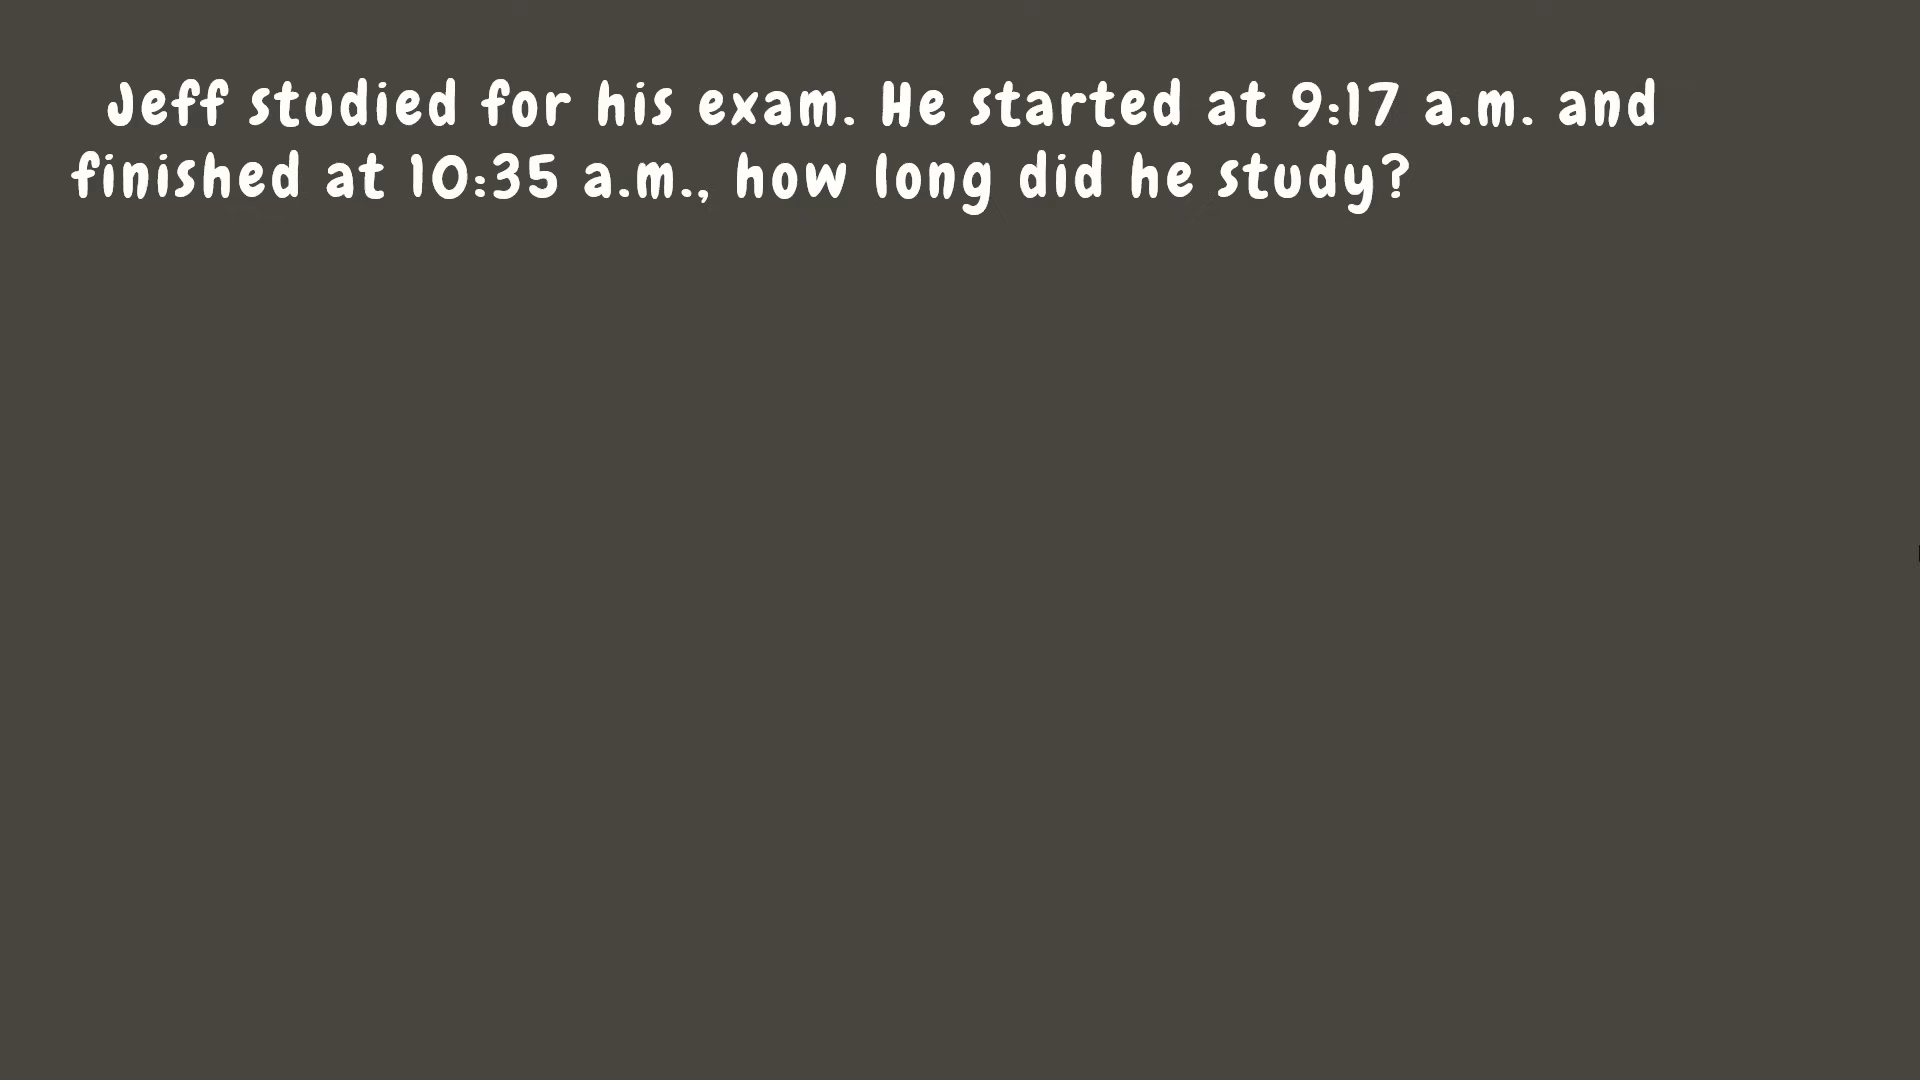 Jeff studied for his exam. He started at 9:17 a.m. and
finished at 10:35 a.m., how long did he study?